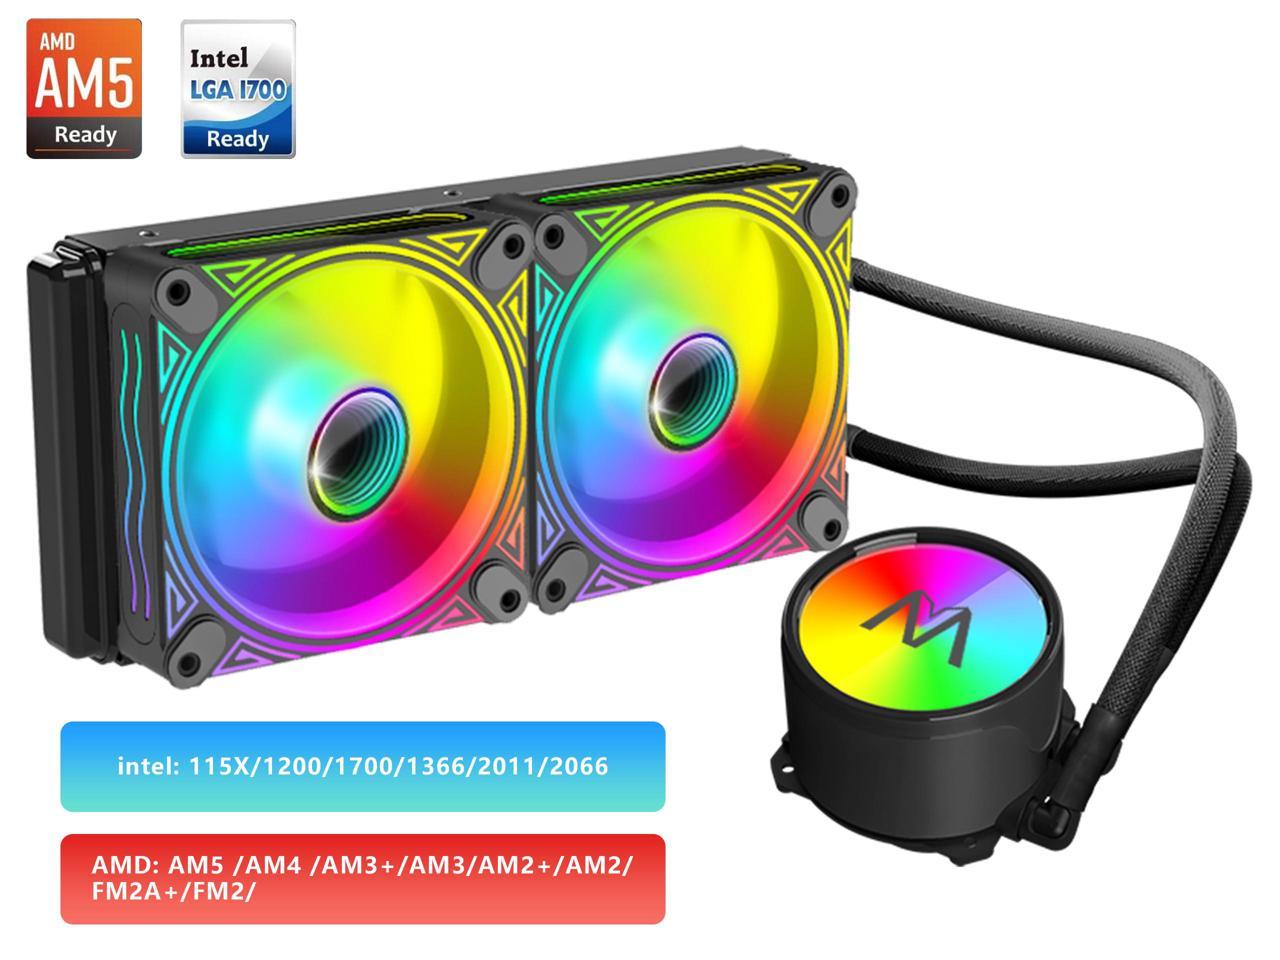 AMD
AM5
Ready
Intel
LGA 1700
Ready
intel: 115X/1200/1700/1366/2011/2066
AMD: AM5 /AM4 /AM3+/AM3/AM2+/AM2/
FM2A+/FM2/